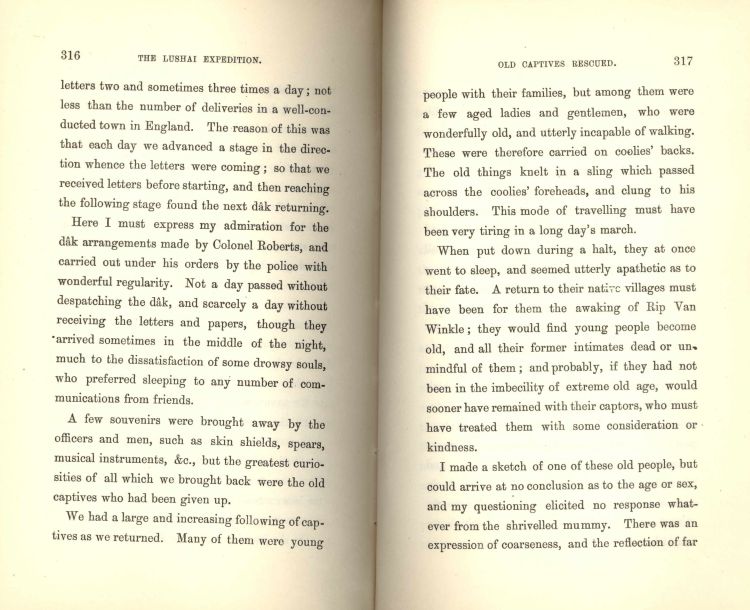 316
THE LUSHAI EXPEDITION.
letters two and sometimes three times a day; not
less than the number of deliveries in a well-con-
ducted town in England. The reason of this was
that each day we advanced a stage in the direc-
tion whence the letters were coming; so that we
received letters before starting, and then reaching
the following stage found the next dâk returning.
Here I must express my admiration for the
dâk arrangements made by Colonel Roberts, and
carried out under his orders by the police with
wonderful regularity. Not a day passed without
despatching the dâk, and scarcely a day without
receiving the letters and papers, though they
arrived sometimes in the middle of the night,
much to the dissatisfaction of some drowsy souls,
who preferred sleeping to any number of com-
munications from friends.
A few souvenirs were brought away by the
officers and men, such as skin shields, spears,
musical instruments, &c., but the greatest curio-
sities of all which we brought back were the old
captives who had been given up.
We had a large and increasing following of cap-
tives as we returned. Many of them were young
OLD CAPTIVES RESCUED.
317
people with their families, but among them were
a few aged ladies and gentlemen, who were
wonderfully old, and utterly incapable of walking.
These were therefore carried on coolies' backs.
The old things knelt in a sling which passed
across the coolies' foreheads, and clung to his
shoulders. This mode of travelling must have
been very tiring in a long day's march.
When put down during a halt, they at once
went to sleep, and seemed utterly apathetic as to
their fate. A return to their native villages must
have been for them the awaking of Rip Van
Winkle; they would find young people become
old, and all their former intimates dead or un-
mindful of them; and probably, if they had not
been in the imbecility of extreme old age, would
sooner have remained with their captors, who must
have treated them with some consideration or
kindness.
I made a sketch of one of these old people, but
could arrive at no conclusion as to the age or sex,
and my questioning elicited no response what-
ever from the shrivelled mummy. There was an
expression of coarseness, and the reflection of far